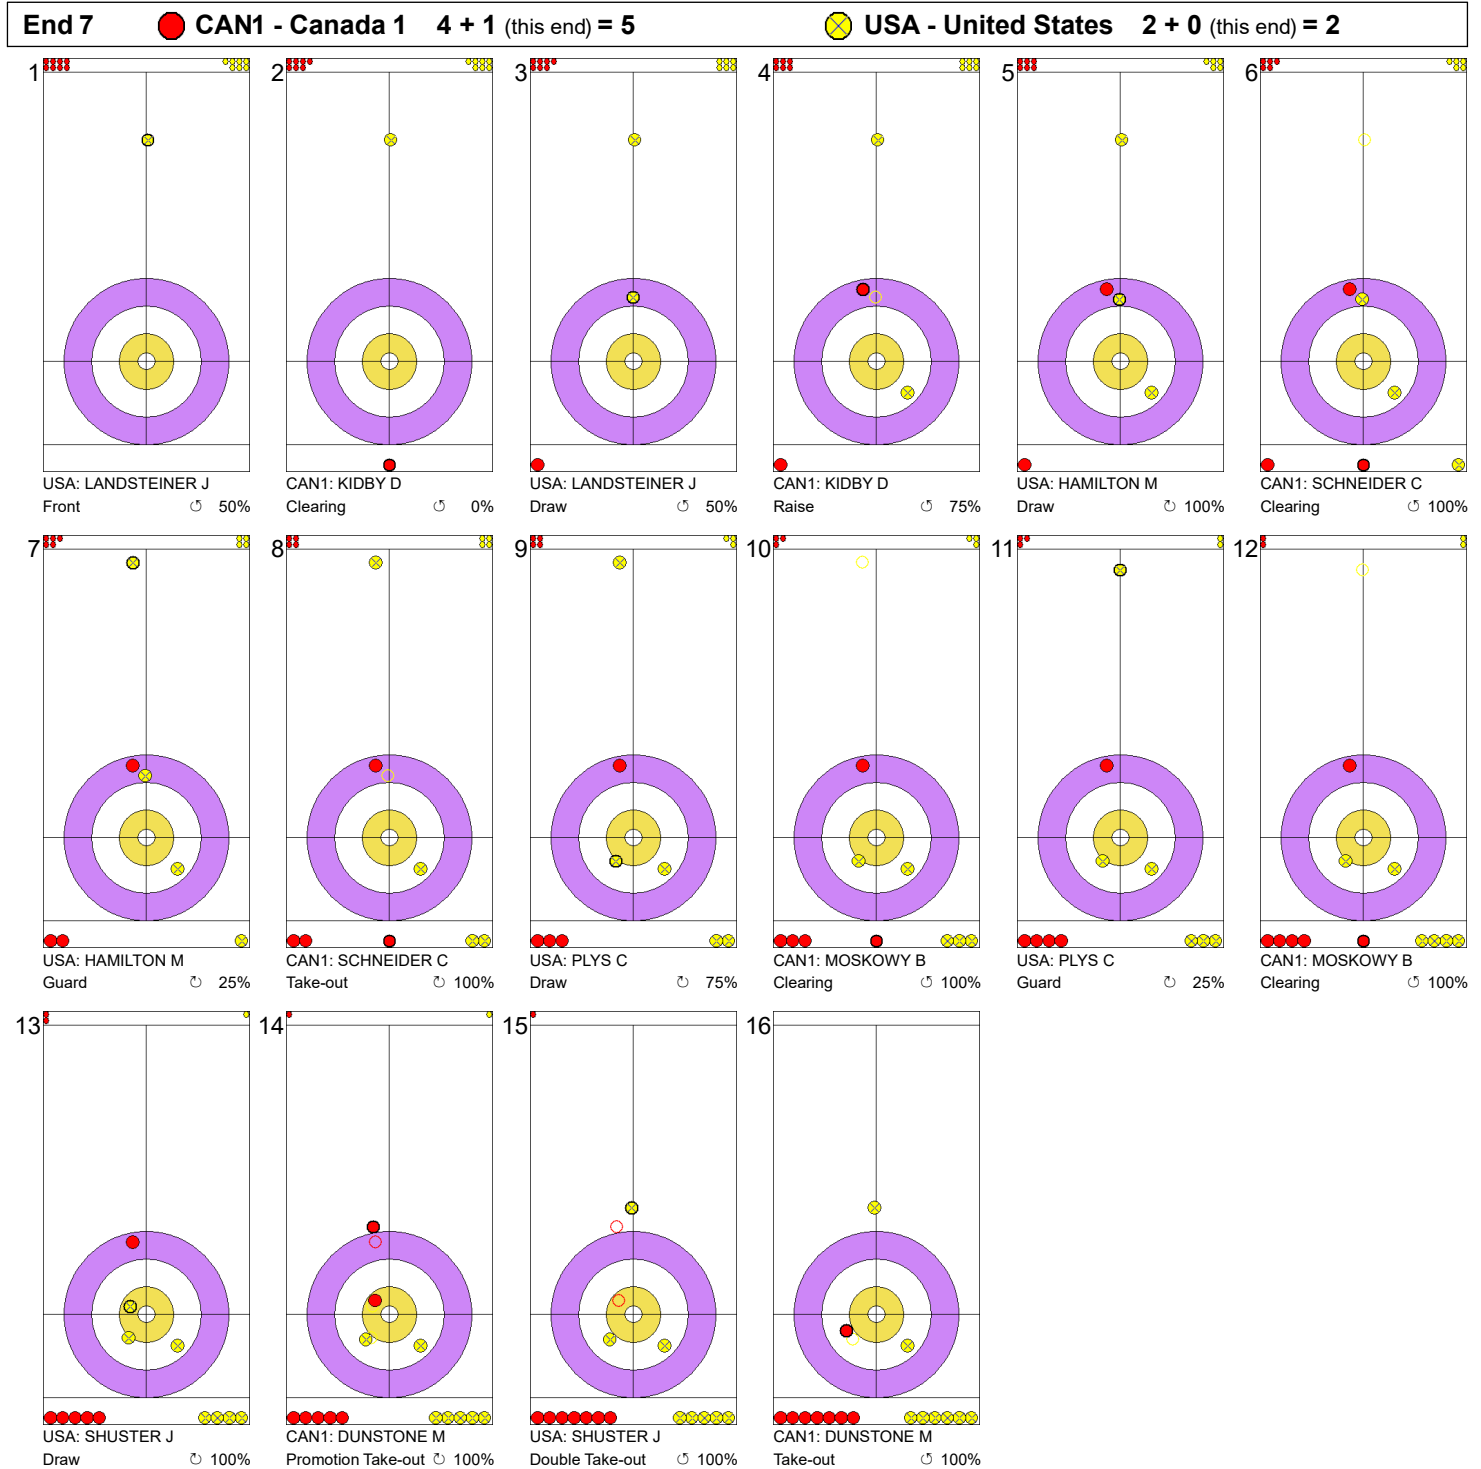 End 7 CAN1 - Canada 1 4 + 1 (this end) = 5 USA - United States 2 + 0 (this end) = 2
1 2 3 4 5 6
USA: LANDSTEINER J CAN1: KIDBY D USA: LANDSTEINER J CAN1: KIDBY D USA: HAMILTON M CAN1: SCHNEIDER C
Front ↺ 50% Clearing ↺ 0% Draw ↺ 50% Raise ↺ 75% Draw ↻ 100% Clearing ↺ 100%
7 8 9 10 11 12
USA: HAMILTON M CAN1: SCHNEIDER C USA: PLYS C CAN1: MOSKOWY B USA: PLYS C CAN1: MOSKOWY B
Guard ↻ 25% Take-out ↻ 100% Draw ↻ 75% Clearing ↺ 100% Guard ↻ 25% Clearing ↺ 100%
13 14 15 16
USA: SHUSTER J CAN1: DUNSTONE M USA: SHUSTER J CAN1: DUNSTONE M
Draw ↻ 100% Promotion Take-out ↻ 100% Double Take-out ↺ 100% Take-out ↺ 100%